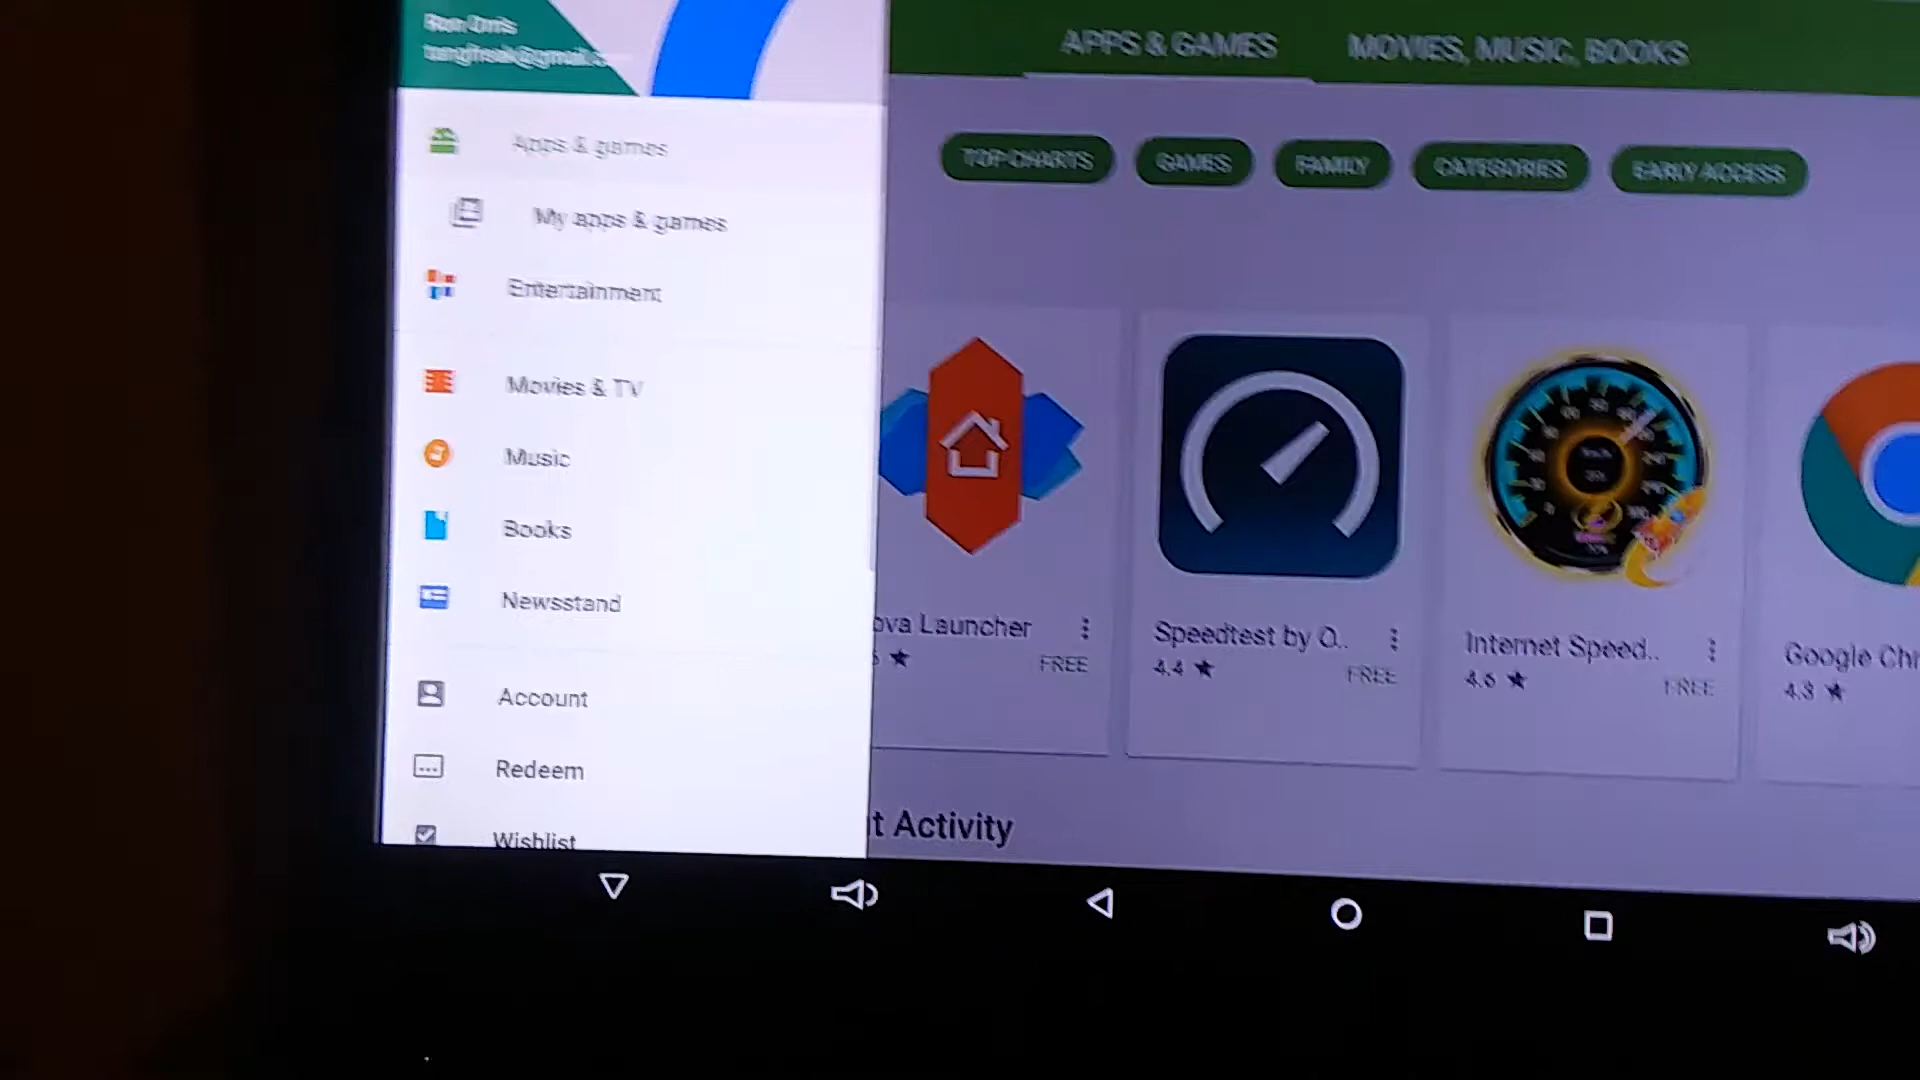 Apps & games
My apps & games
Entertainment
Movies & TV
Music
Books
Newsstand
Account
Redeem
Wishlist
APPS & GAMES
MOVIES, MUSIC, BOOKS
TOP CHARTS
GAMES
FAMILY
CATEGORIES
EARLY ACCESS
ova Launcher
FREE
Speedtest by O..
4.4 ★
FREE
Internet Speed..
4.6 ★
FREE
Google Chr
4.3 ★
t Activity